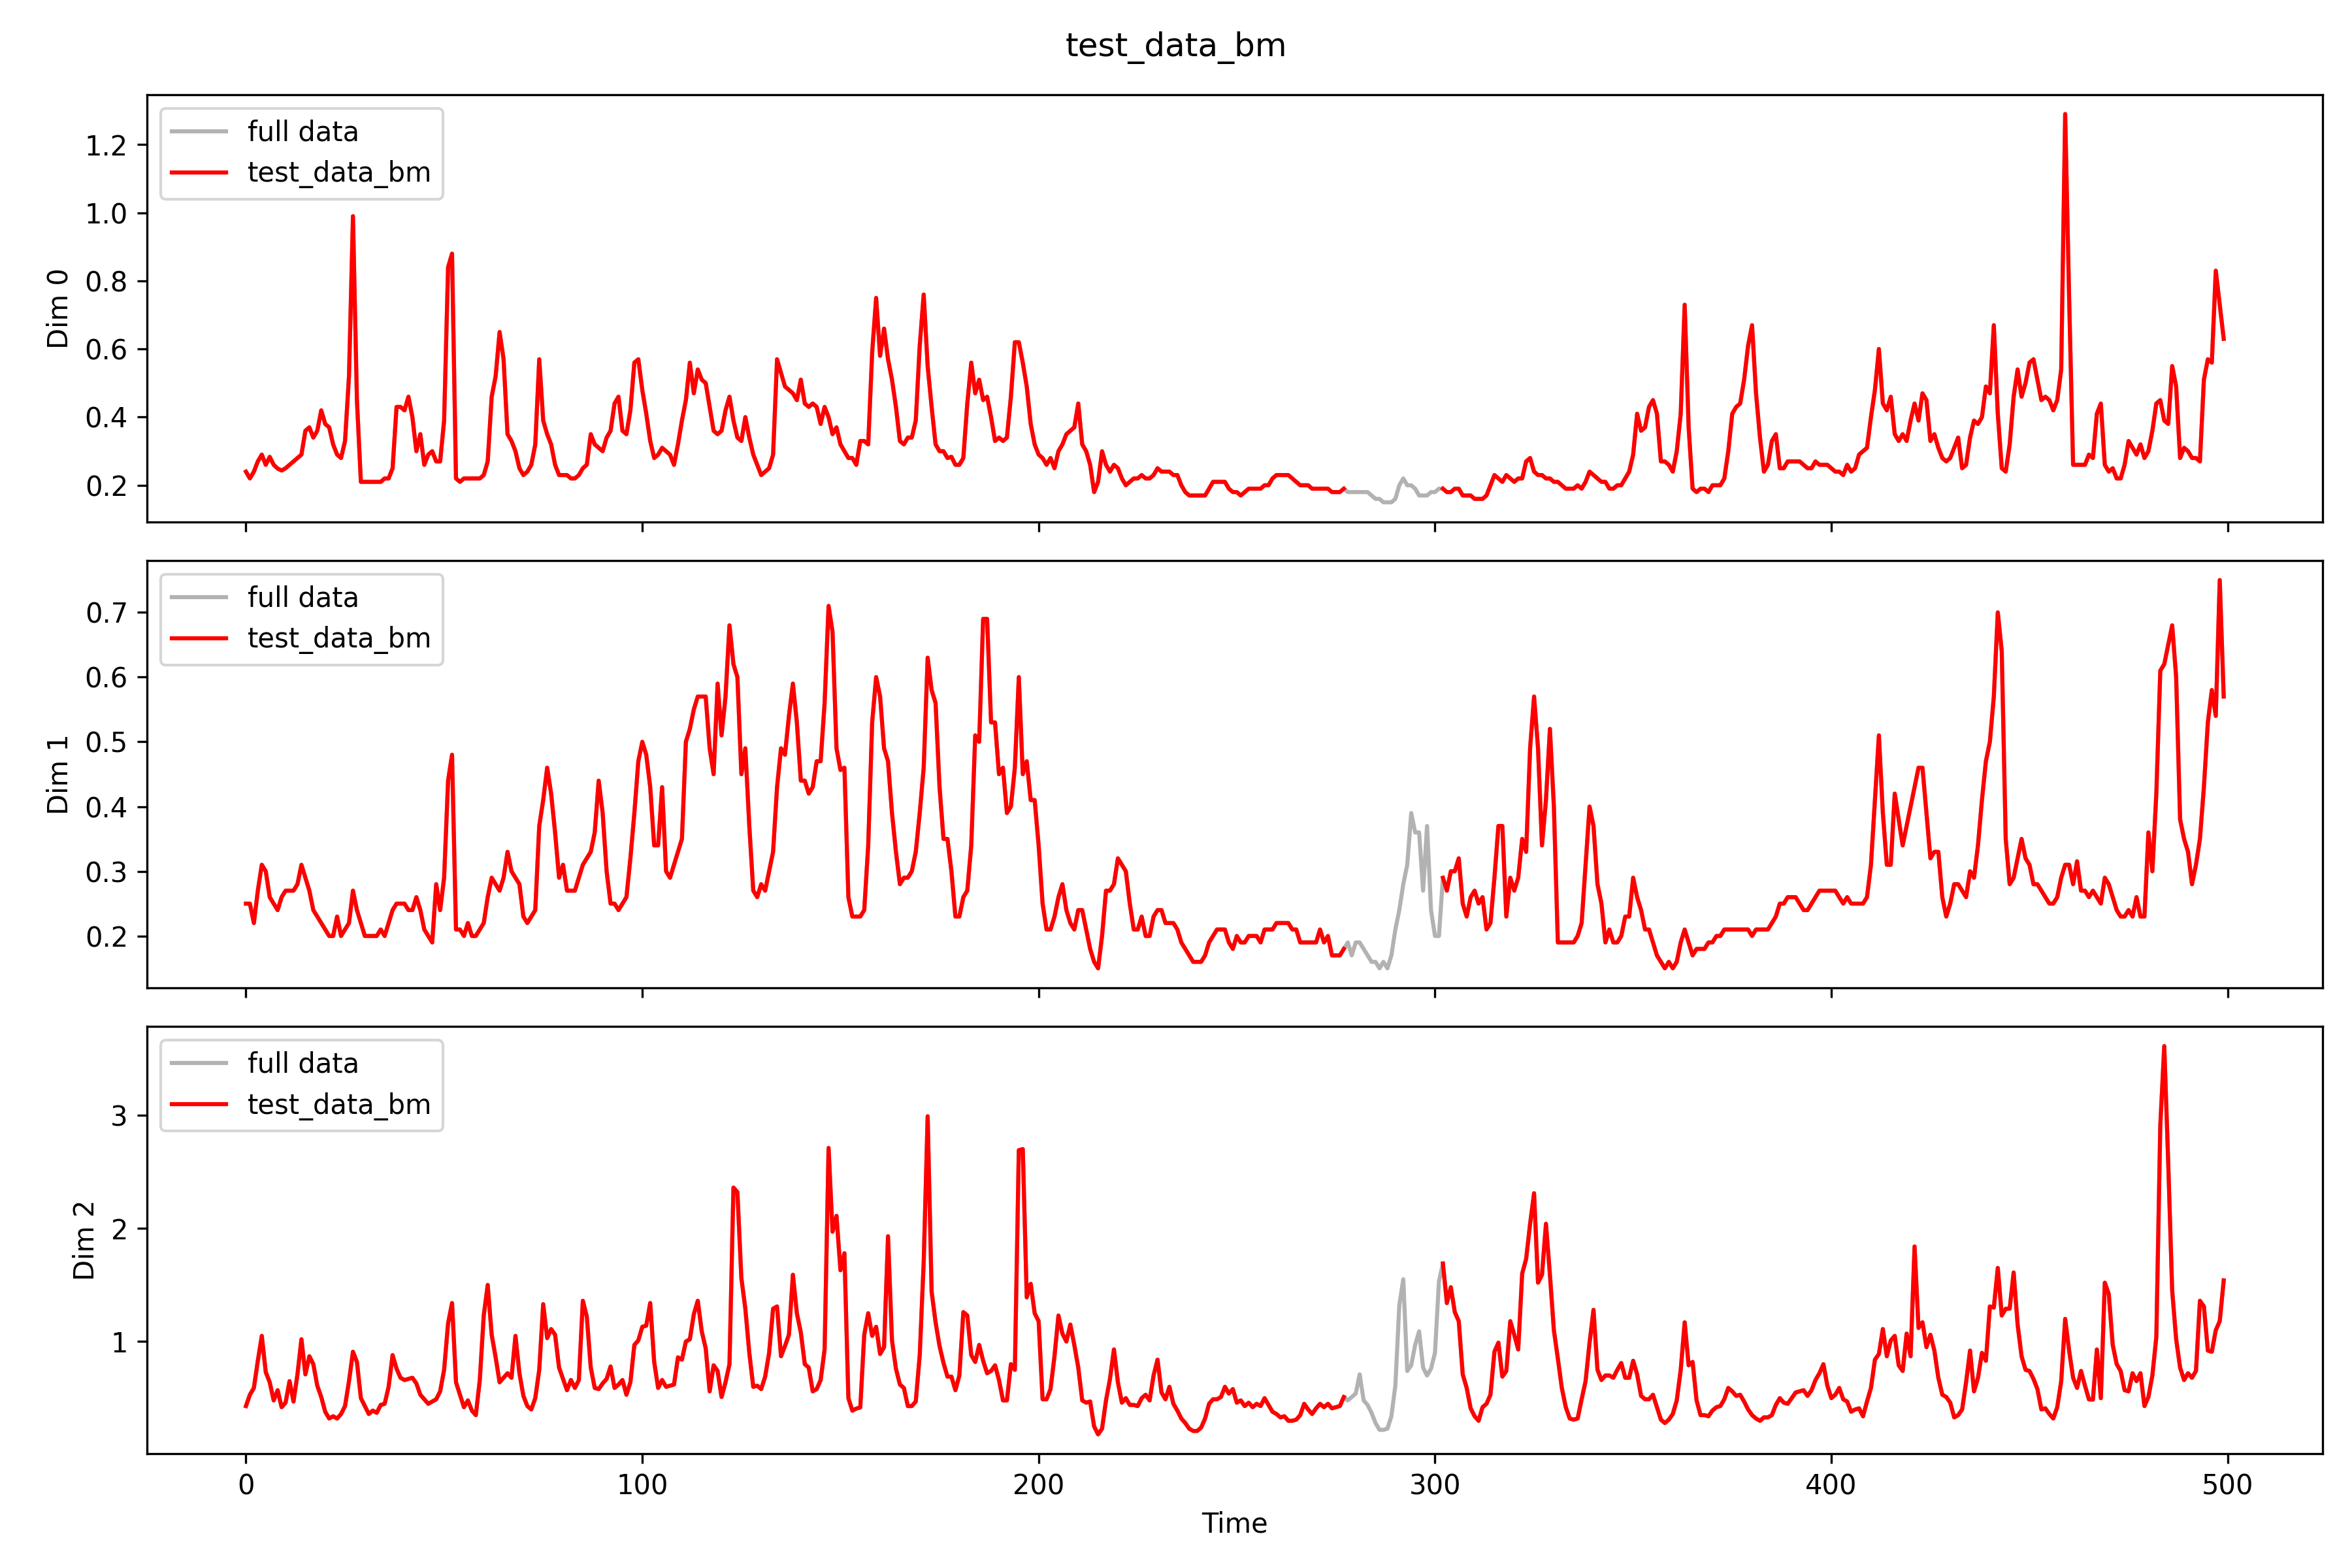 test_data_bm
full data
test_data_bm
1.2
1.0
0.8
0.6
0.4
0.2
Dim 0
full data
test_data_bm
0.7
0.6
0.5
0.4
0.3
0.2
Dim 1
full data
test_data_bm
3
2
1
Dim 2
0 100 200 300 400 500
Time